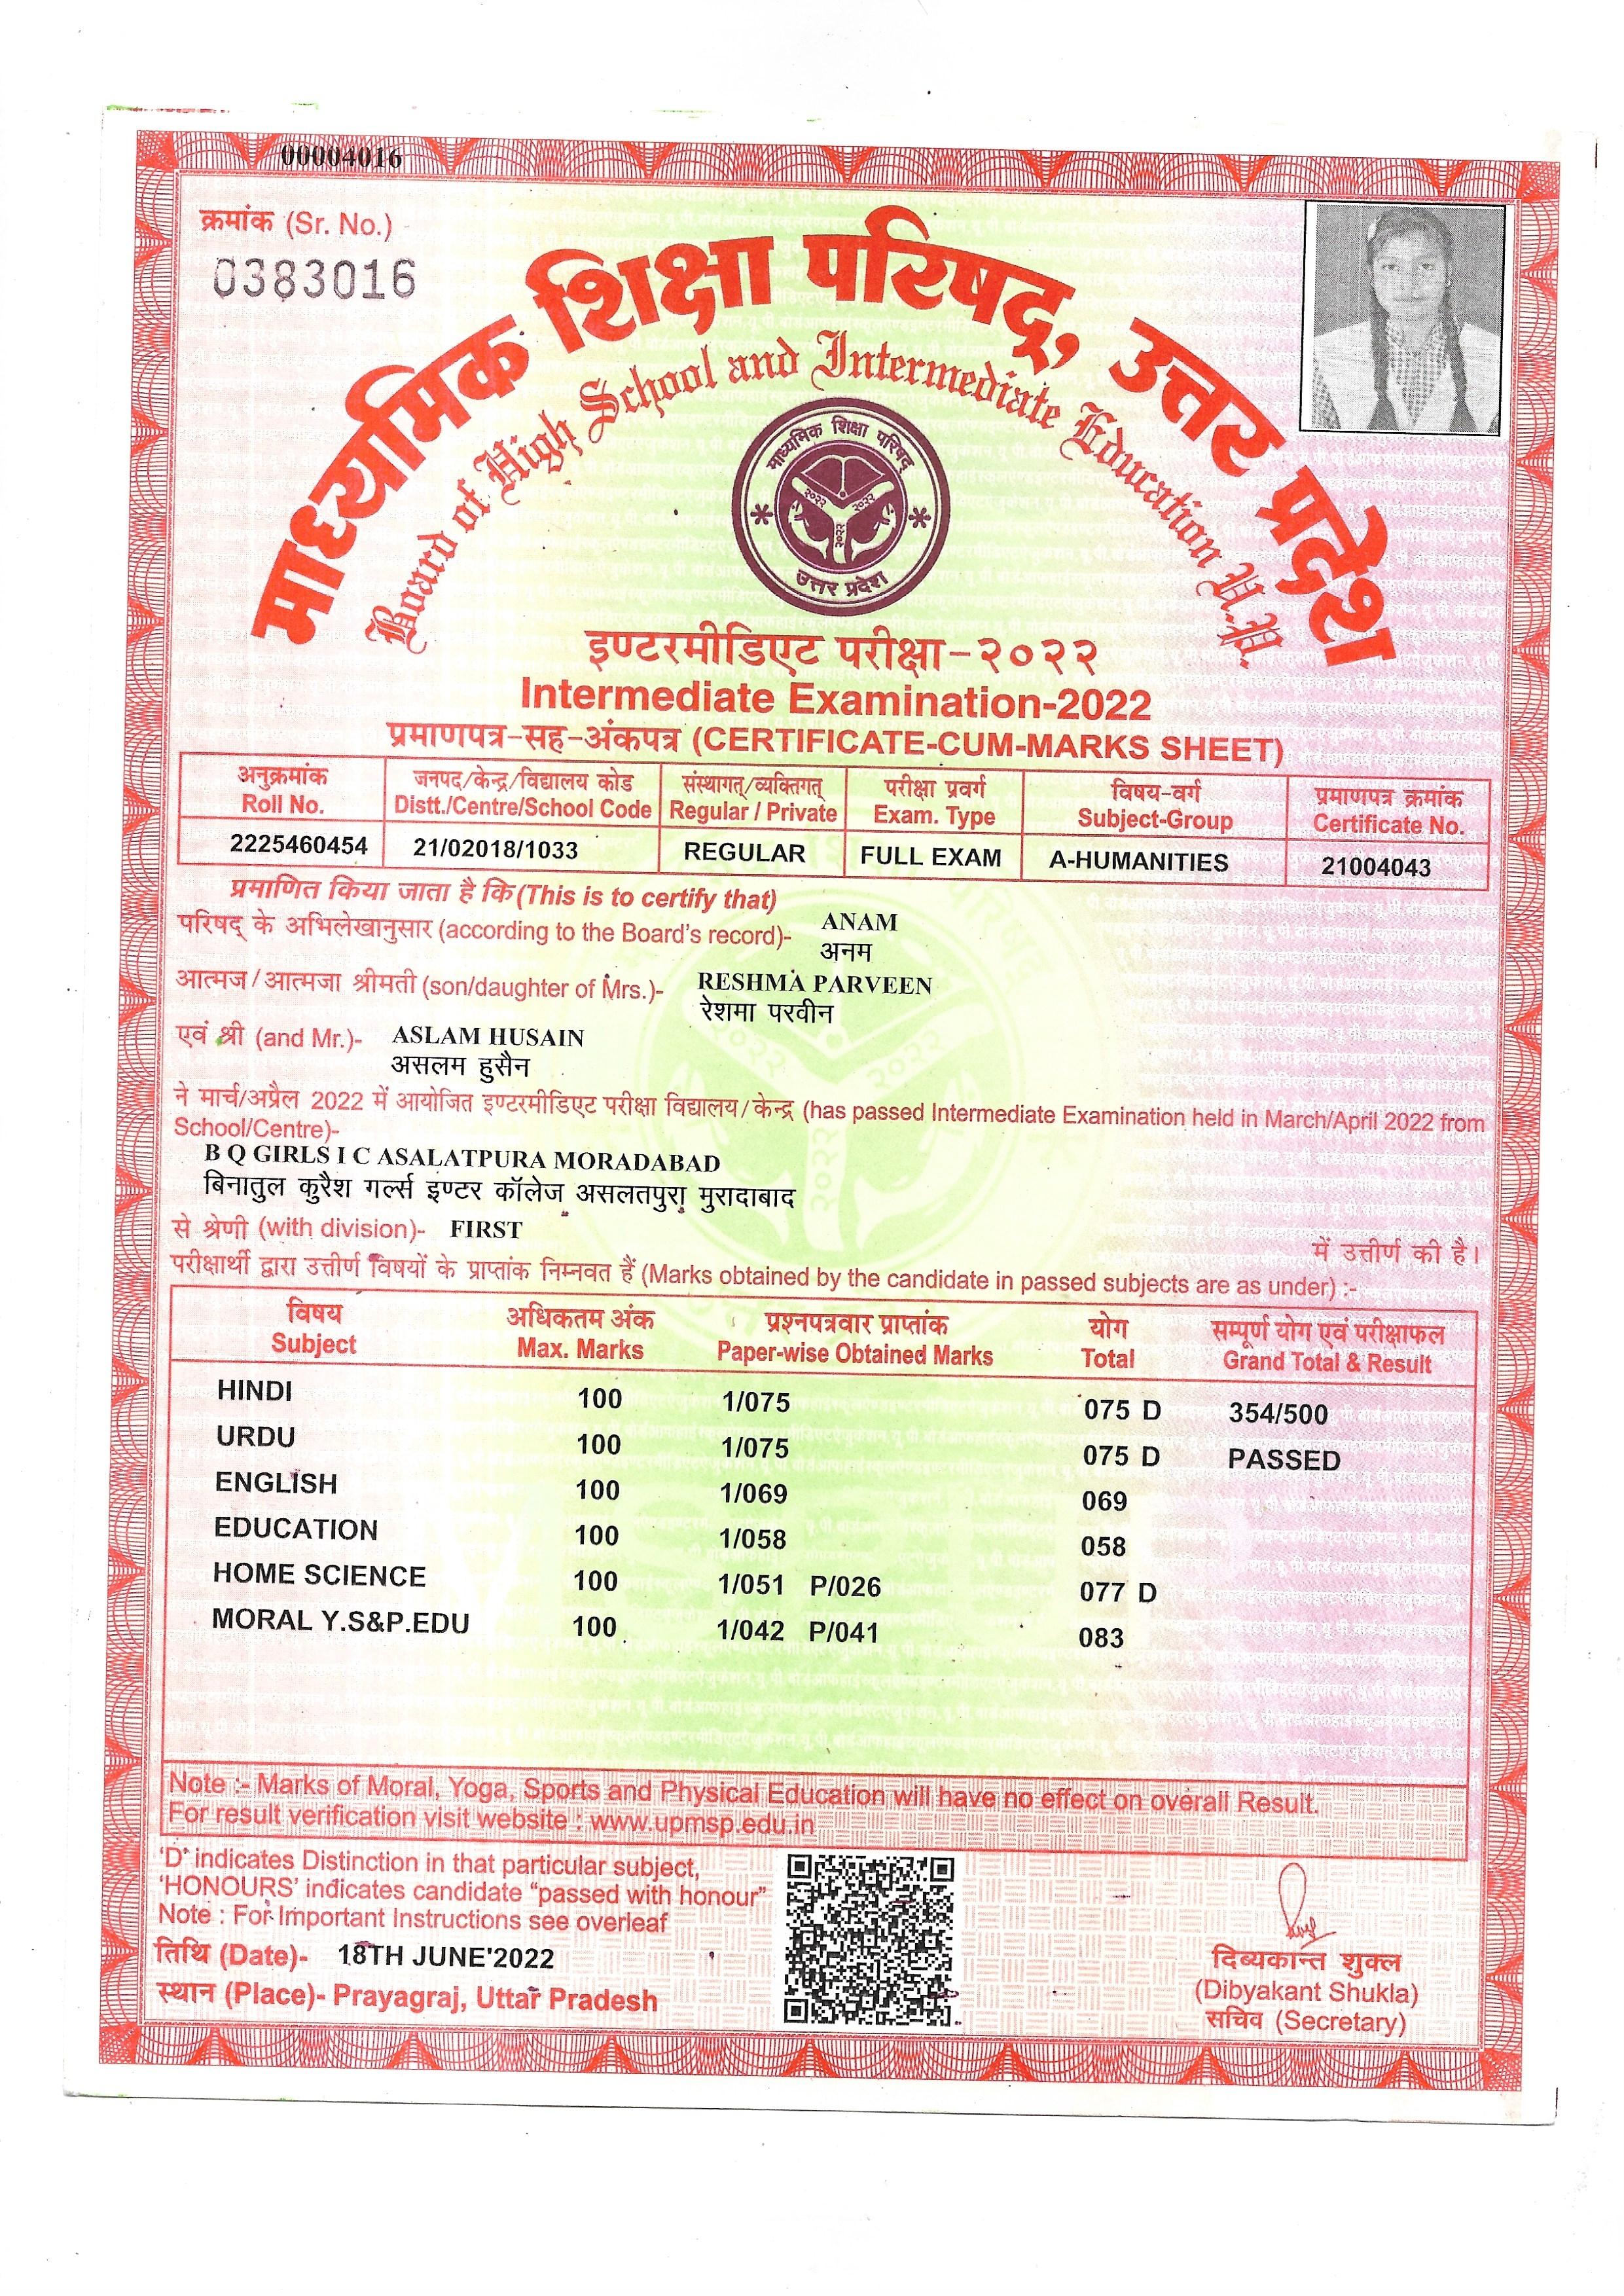 00004016
क्रमांक (Sr. No.)
0383016
माध्यमिक शिक्षा परिषद्, उत्तर प्रदेश
Board of High School and Intermediate Education U.P.
माध्यमिक शिक्षा परिषद्
२०२२ २०२२
२०२२
उत्तर प्रदेश
इण्टरमीडिएट परीक्षा-२०२२
Intermediate Examination-2022
प्रमाणपत्र-सह-अंकपत्र (CERTIFICATE-CUM-MARKS SHEET)
अनुक्रमांक जनपद/केन्द्र/विद्यालय कोड संस्थागत/व्यक्तिगत् परीक्षा प्रवर्ग विषय-वर्ग प्रमाणपत्र क्रमांक
Roll No. Distt./Centre/School Code Regular / Private Exam. Type Subject-Group Certificate No.
2225460454 21/02018/1033 REGULAR FULL EXAM A-HUMANITIES 21004043
प्रमाणित किया जाता है कि (This is to certify that)
परिषद् के अभिलेखानुसार (according to the Board's record)- ANAM
अनम
आत्मज/आत्मजा श्रीमती (son/daughter of Mrs.)- RESHMA PARVEEN
रेशमा परवीन
एवं श्री (and Mr.)- ASLAM HUSAIN
असलम हुसैन
ने मार्च/अप्रैल 2022 में आयोजित इण्टरमीडिएट परीक्षा विद्यालय/केन्द्र (has passed Intermediate Examination held in March/April 2022 from
School/Centre)-
B Q GIRLS I C ASALATPURA MORADABAD
बिनातुल कुरैश गर्ल्स इण्टर कॉलेज असलतपुरा मुरादाबाद
से श्रेणी (with division)- FIRST में उत्तीर्ण की है।
परीक्षार्थी द्वारा उत्तीर्ण विषयों के प्राप्तांक निम्नवत हैं (Marks obtained by the candidate in passed subjects are as under) :-
विषय अधिकतम अंक प्रश्नपत्रवार प्राप्तांक योग सम्पूर्ण योग एवं परीक्षाफल
Subject Max. Marks Paper-wise Obtained Marks Total Grand Total & Result
HINDI 100 1/075 075 D 354/500
URDU 100 1/075 075 D PASSED
ENGLISH 100 1/069 069
EDUCATION 100 1/058 058
HOME SCIENCE 100 1/051 P/026 077 D
MORAL Y.S&P.EDU 100 1/042 P/041 083
Note :- Marks of Moral, Yoga, Sports and Physical Education will have no effect on overall Result.
For result verification visit website : www.upmsp.edu.in
'D' indicates Distinction in that particular subject,
'HONOURS' indicates candidate "passed with honour"
Note : For Important Instructions see overleaf
तिथि (Date)- 18TH JUNE'2022
स्थान (Place)- Prayagraj, Uttar Pradesh
दिब्यकान्त शुक्ल
(Dibyakant Shukla)
सचिव (Secretary)